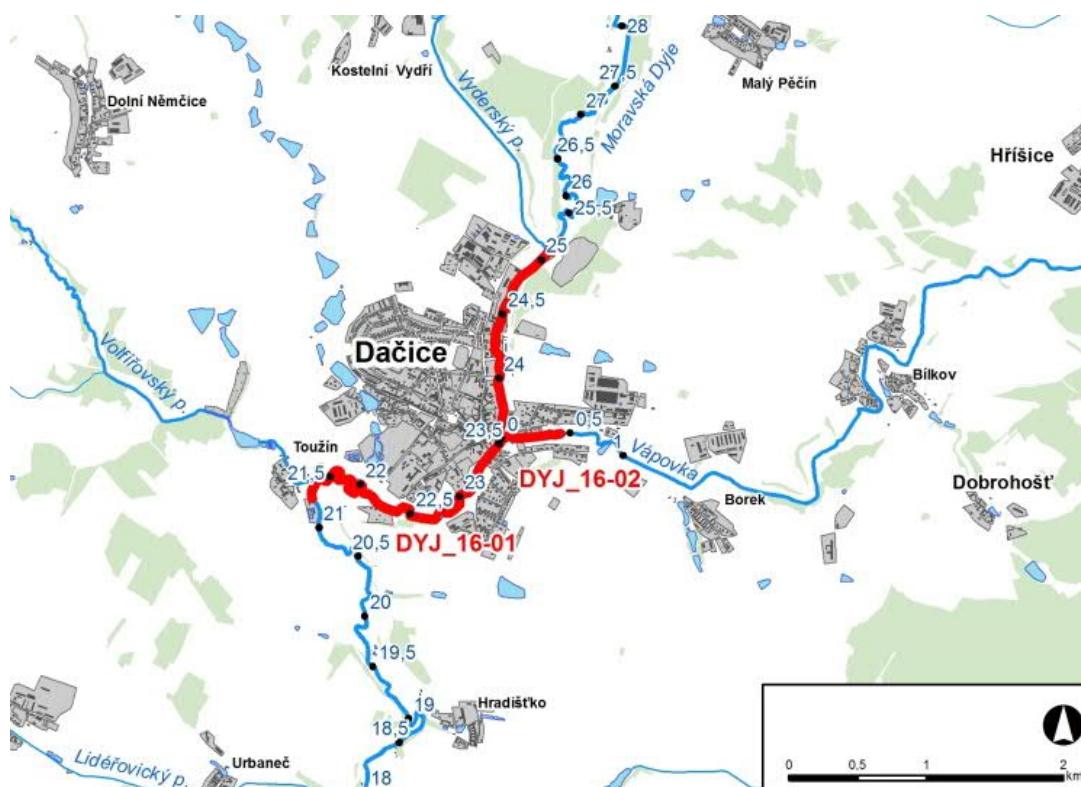 28
Kostelní Vydří
Malý Pěčín
27,5
Dolní Němčice
27
Vyderský p.
Moravská Dyje
26,5
Hříšice
26
25,5
25
24,5
Dačice
24
Volfířovský p.
Bílkov
0
0,5
23,5
1
Vápovka
Toužín
DYJ_16-02
21,5
22
23
Dobrohošť
22,5
Borek
21
DYJ_16-01
20,5
20
19,5
19
Hradišťko
18,5
Lidéřovický p.
Urbaneč
18
0 0,5 1 2
km